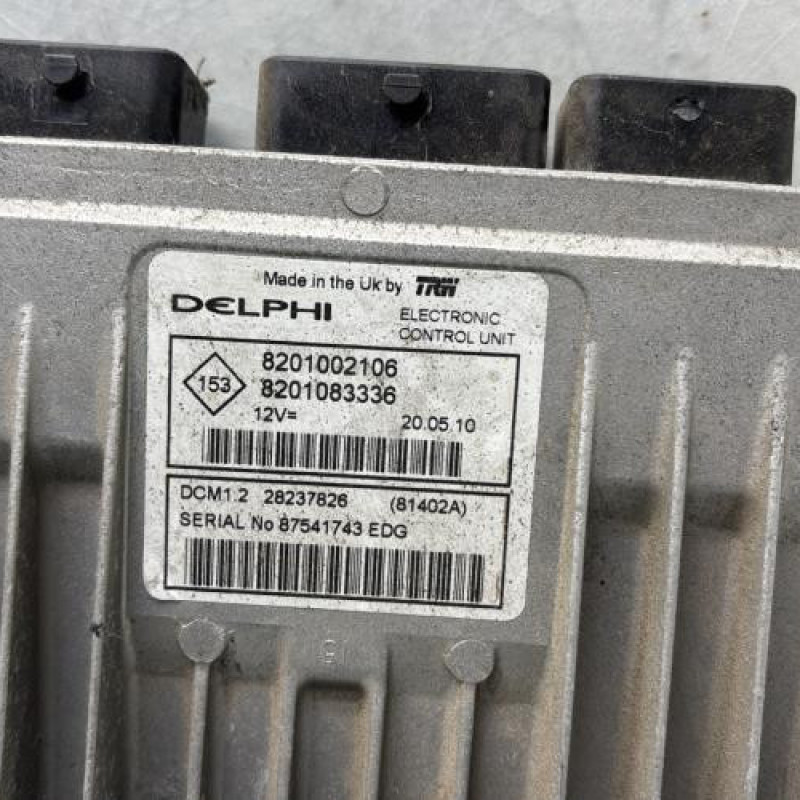 Made in the Uk by TRW
DELPHI
ELECTRONIC
CONTROL UNIT
153
8201002106
8201083336
12V=
20.05.10
DCM1.2 28237826 (81402A)
SERIAL No 87541743 EDG